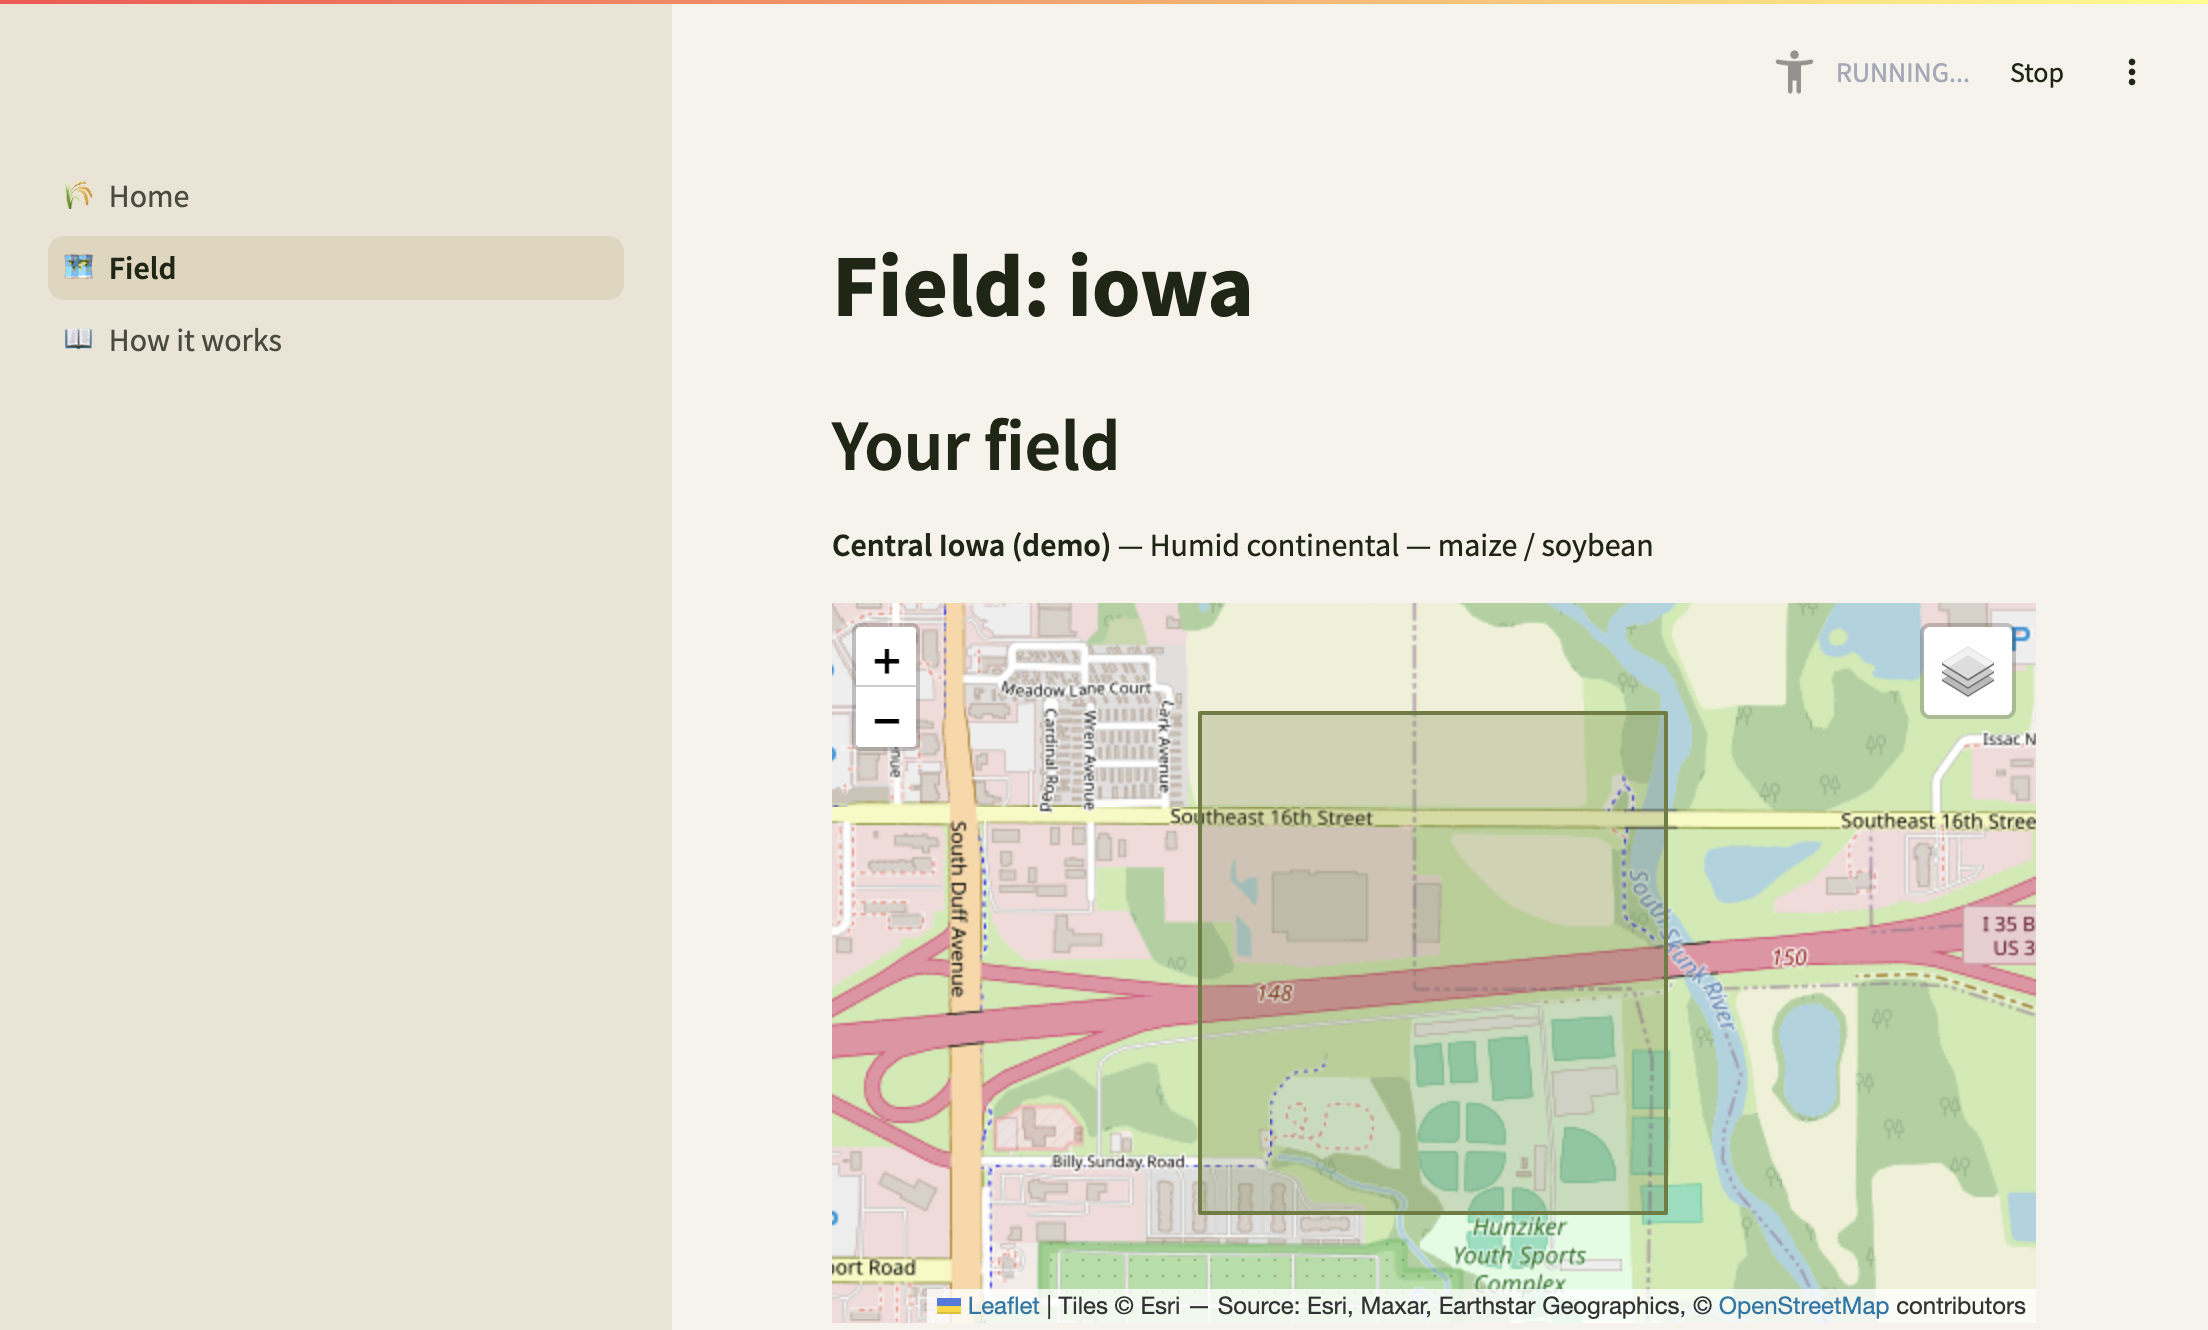 RUNNING...
Stop
Home
Field
How it works
Field: iowa
Your field
Central Iowa (demo) — Humid continental — maize / soybean
+
−
Meadow Lane Court
Cardinal Road
Wren Avenue
Lark Avenue
nue
P
Issac N
Southeast 16th Street
Southeast 16th Stree
South Duff Avenue
South Skunk River
I 35 B
US 3
150
148
Billy Sunday Road
Hunziker
Youth Sports
Complex
port Road
Leaflet | Tiles © Esri — Source: Esri, Maxar, Earthstar Geographics, © OpenStreetMap contributors